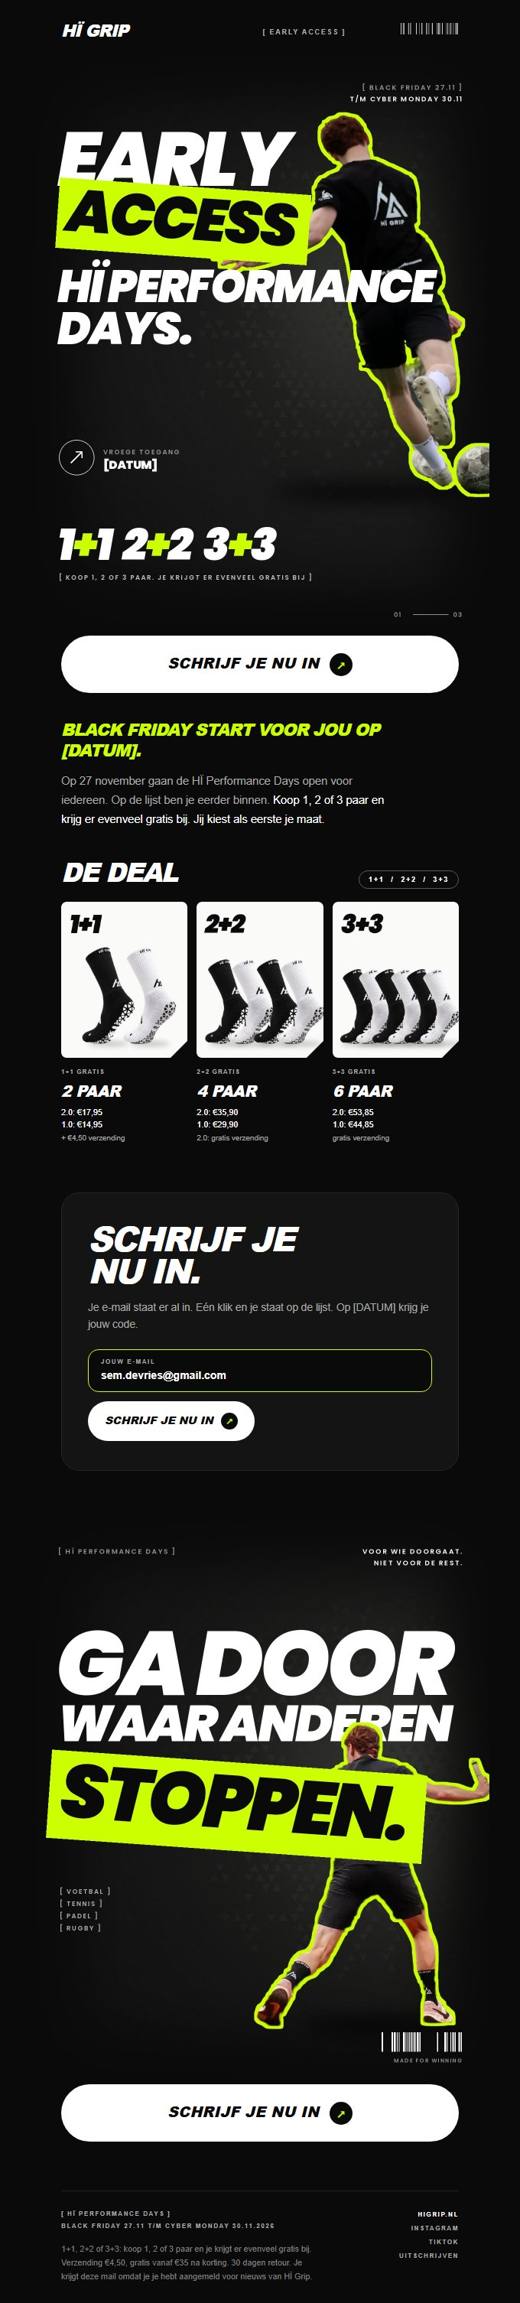 HÏ GRIP
[ EARLY ACCESS ]
[ BLACK FRIDAY 27.11 ]
T/M CYBER MONDAY 30.11
EARLY
ACCESS
HÏ GRIP
HÏ PERFORMANCE
DAYS.
VROEGE TOEGANG
[DATUM]
1+1 2+2 3+3
[ KOOP 1, 2 OF 3 PAAR. JE KRIJGT ER EVENVEEL GRATIS BIJ ]
01 03
SCHRIJF JE NU IN
BLACK FRIDAY START VOOR JOU OP
[DATUM].
Op 27 november gaan de HÏ Performance Days open voor
iedereen. Op de lijst ben je eerder binnen. Koop 1, 2 of 3 paar en
krijg er evenveel gratis bij. Jij kiest als eerste je maat.
DE DEAL
1+1 / 2+2 / 3+3
1+1
2+2
3+3
1+1 GRATIS
2 PAAR
2.0: €17,95
1.0: €14,95
+ €4,50 verzending
2+2 GRATIS
4 PAAR
2.0: €35,90
1.0: €29,90
2.0: gratis verzending
3+3 GRATIS
6 PAAR
2.0: €53,85
1.0: €44,85
gratis verzending
SCHRIJF JE
NU IN.
Je e-mail staat er al in. Eén klik en je staat op de lijst. Op [DATUM] krijg je
jouw code.
JOUW E-MAIL
sem.devries@gmail.com
SCHRIJF JE NU IN
[ HÏ PERFORMANCE DAYS ]
VOOR WIE DOORGAAT.
NIET VOOR DE REST.
GA DOOR
WAAR ANDEREN
STOPPEN.
[ VOETBAL ]
[ TENNIS ]
[ PADEL ]
[ RUGBY ]
MADE FOR WINNING
SCHRIJF JE NU IN
[ HÏ PERFORMANCE DAYS ]
BLACK FRIDAY 27.11 T/M CYBER MONDAY 30.11.2026
1+1, 2+2 of 3+3: koop 1, 2 of 3 paar en je krijgt er evenveel gratis bij.
Verzending €4,50, gratis vanaf €35 na korting. 30 dagen retour. Je
krijgt deze mail omdat je je hebt aangemeld voor nieuws van HÏ Grip.
HIGRIP.NL
INSTAGRAM
TIKTOK
UITSCHRIJVEN